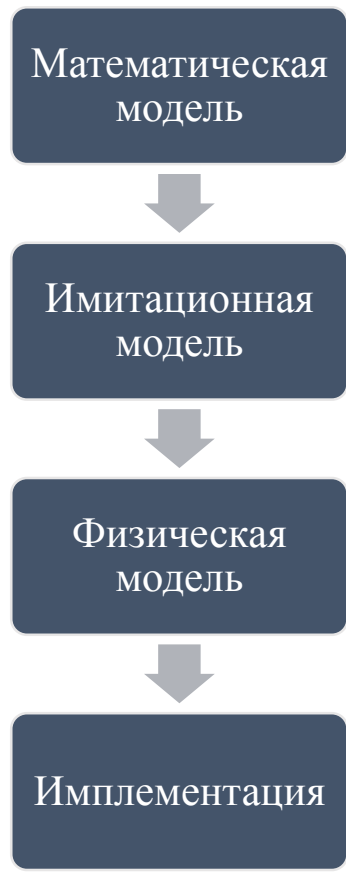 Математическая
модель
Имитационная
модель
Физическая
модель
Имплементация